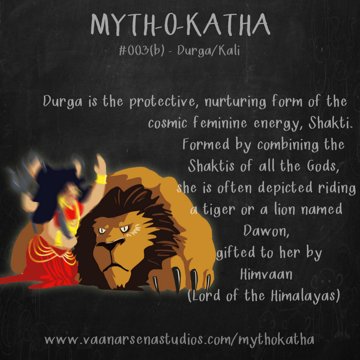 MYTH-O-KATHA
#003(b) - Durga/Kali
Durga is the protective, nurturing form of the
cosmic feminine energy, Shakti.
Formed by combining the
Shaktis of all the Gods,
she is often depicted riding
a tiger or a lion named
Dawon,
gifted to her by
Himvaan
(Lord of the Himalayas)
www.vaanarsenastudios.com/mythokatha